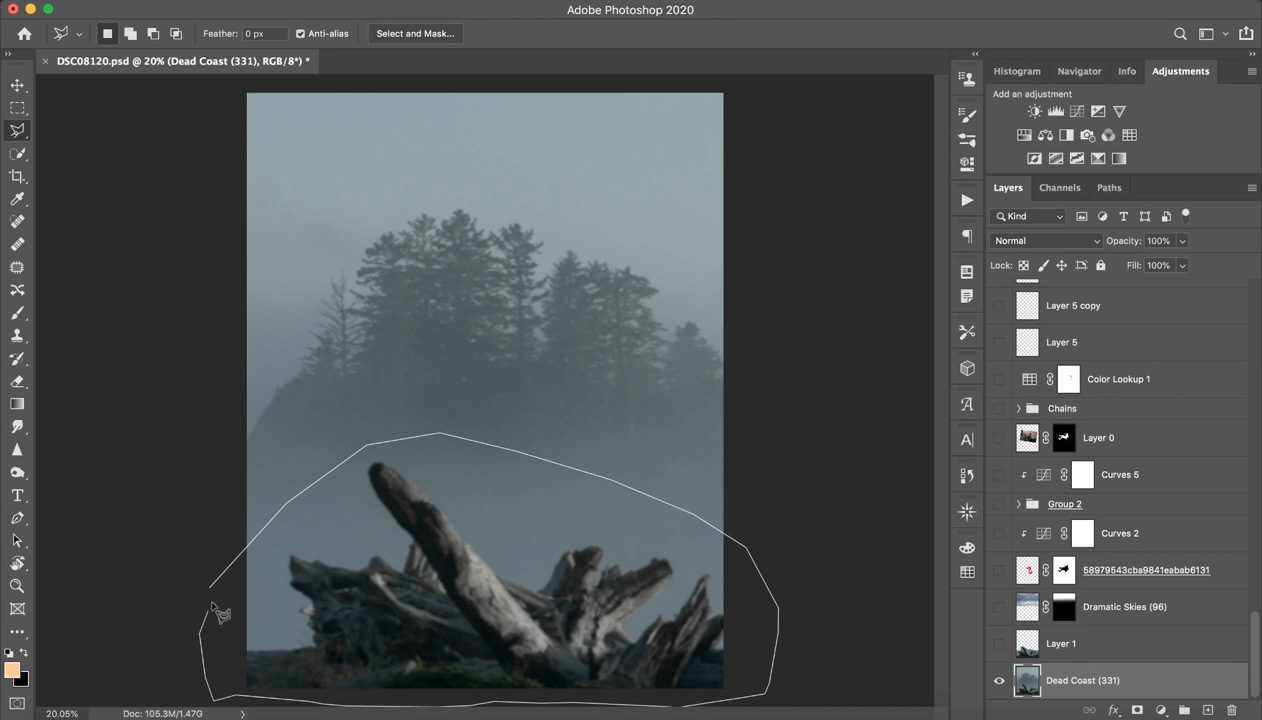 Adobe Photoshop 2020
Feather: 0 px Anti-alias Select and Mask...
DSC08120.psd @ 20% (Dead Coast (331), RGB/8*) *
Histogram Navigator Info Adjustments
Add an adjustment
Layers Channels Paths
Kind
Normal Opacity: 100%
Lock: Fill: 100%
Layer 5 copy
Layer 5
Color Lookup 1
Chains
Layer 0
Curves 5
Group 2
Curves 2
58979543cba9841eabab6131
Dramatic Skies (96)
Layer 1
Dead Coast (331)
20.05% Doc: 105.3M/1.47G